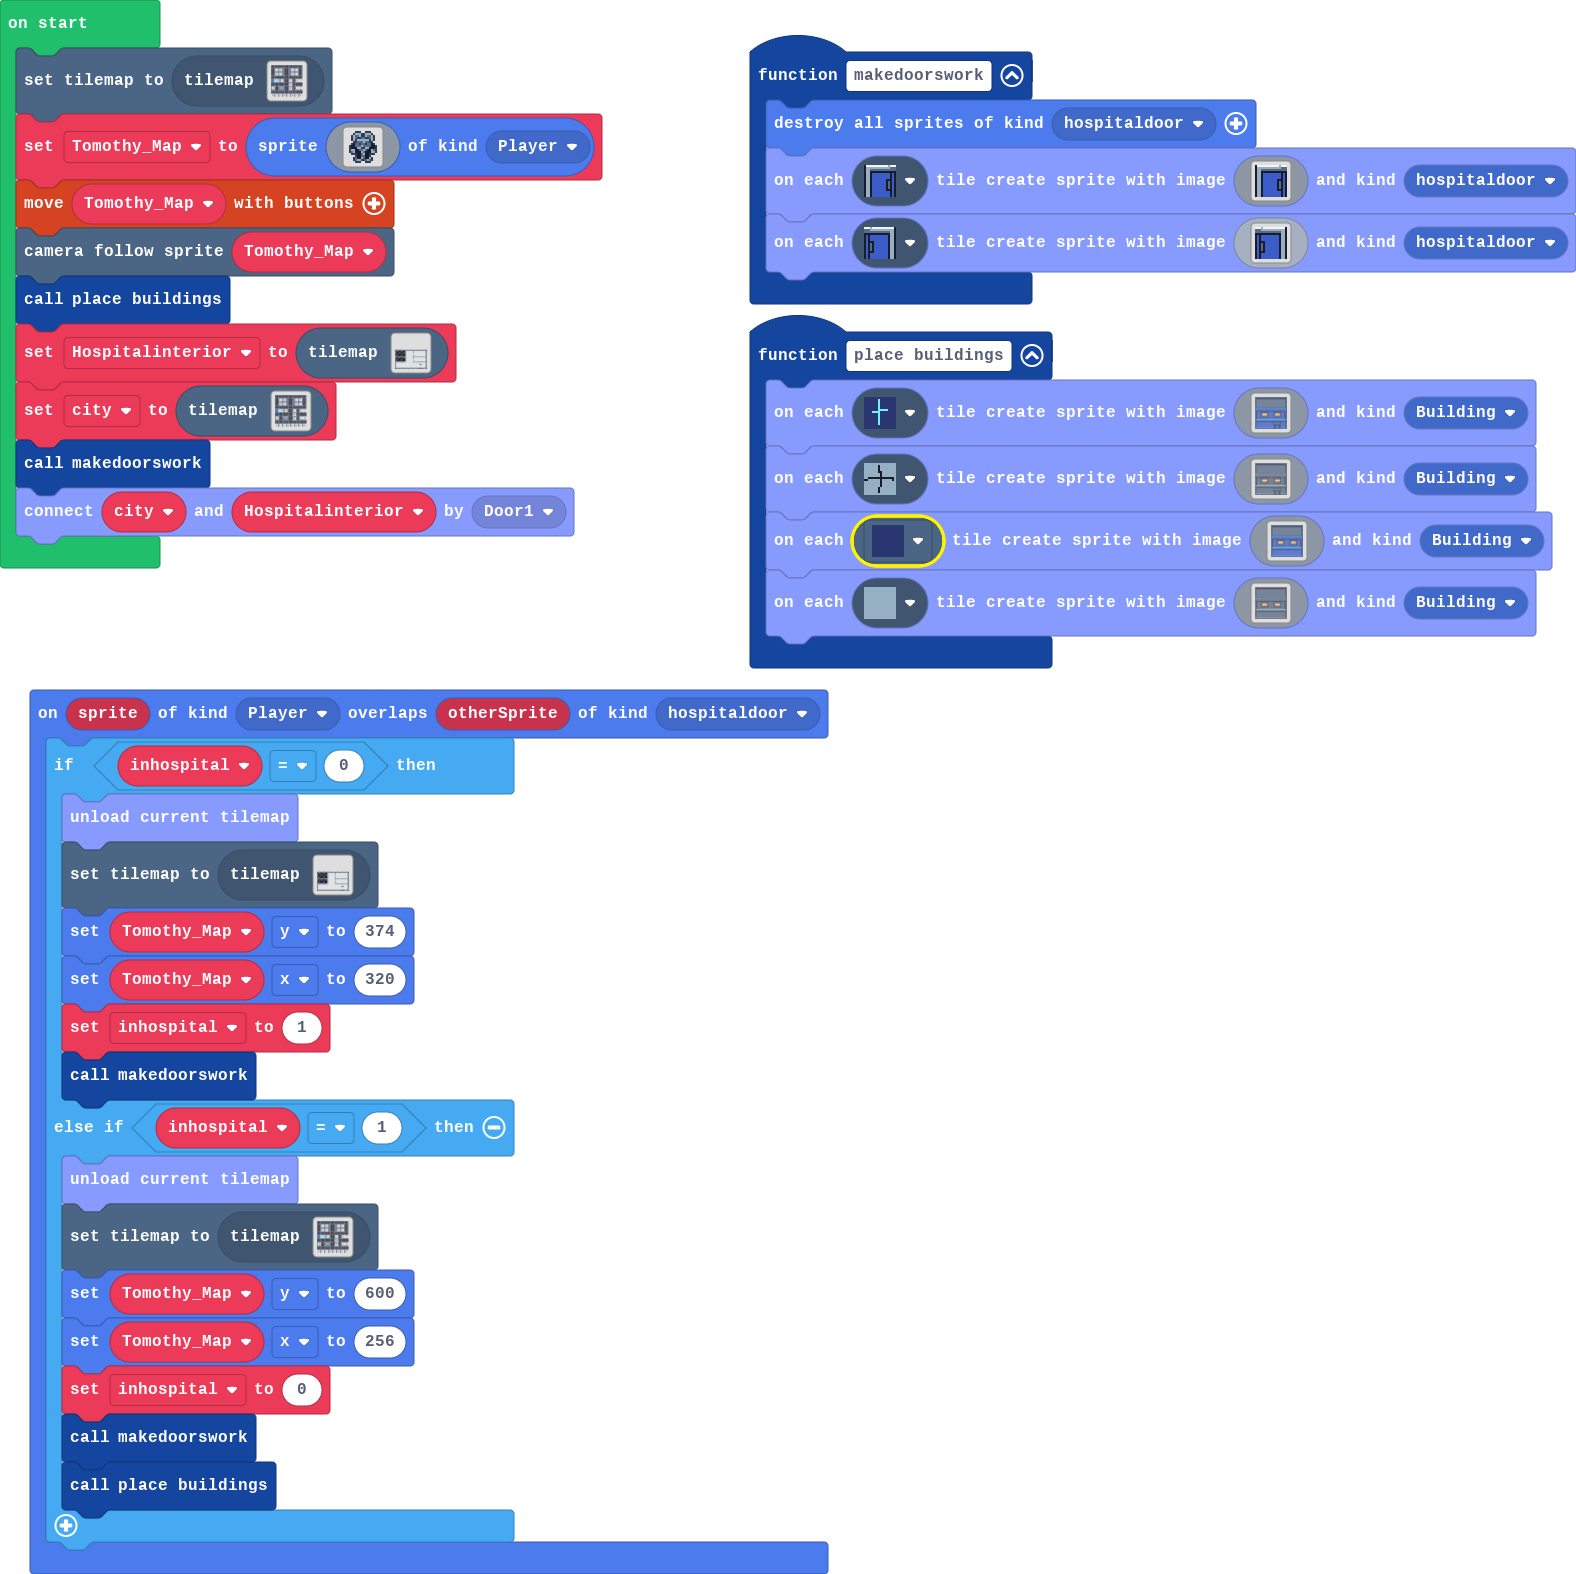 on start
set tilemap to tilemap
set Tomothy_Map to sprite of kind Player
move Tomothy_Map with buttons
camera follow sprite Tomothy_Map
call place buildings
set Hospitalinterior to tilemap
set city to tilemap
call makedoorswork
connect city and Hospitalinterior by Door1
function makedoorswork
destroy all sprites of kind hospitaldoor
on each tile create sprite with image and kind hospitaldoor
on each tile create sprite with image and kind hospitaldoor
function place buildings
on each tile create sprite with image and kind Building
on each tile create sprite with image and kind Building
on each tile create sprite with image and kind Building
on each tile create sprite with image and kind Building
on sprite of kind Player overlaps otherSprite of kind hospitaldoor
if inhospital = 0 then
unload current tilemap
set tilemap to tilemap
set Tomothy_Map y to 374
set Tomothy_Map x to 320
set inhospital to 1
call makedoorswork
else if inhospital = 1 then
unload current tilemap
set tilemap to tilemap
set Tomothy_Map y to 600
set Tomothy_Map x to 256
set inhospital to 0
call makedoorswork
call place buildings